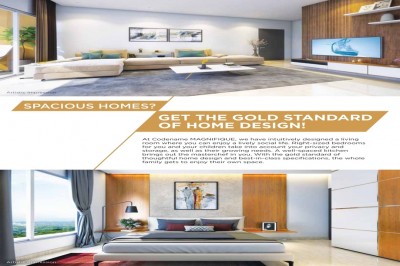 Artistic Impression
SPACIOUS HOMES?
GET THE GOLD STANDARD
OF HOME DESIGN!
At Codename MAGNIFIQUE, we have intuitively designed a living
room where you can enjoy a lively social life. Right-sized bedrooms
for you and your children take into account your privacy and
storage, as well as their growing needs. A well-spaced kitchen
brings out the masterchef in you. With the gold standard of
thoughtful home design and best-in-class specifications, the whole
family gets to enjoy their own space.
Artistic Impression